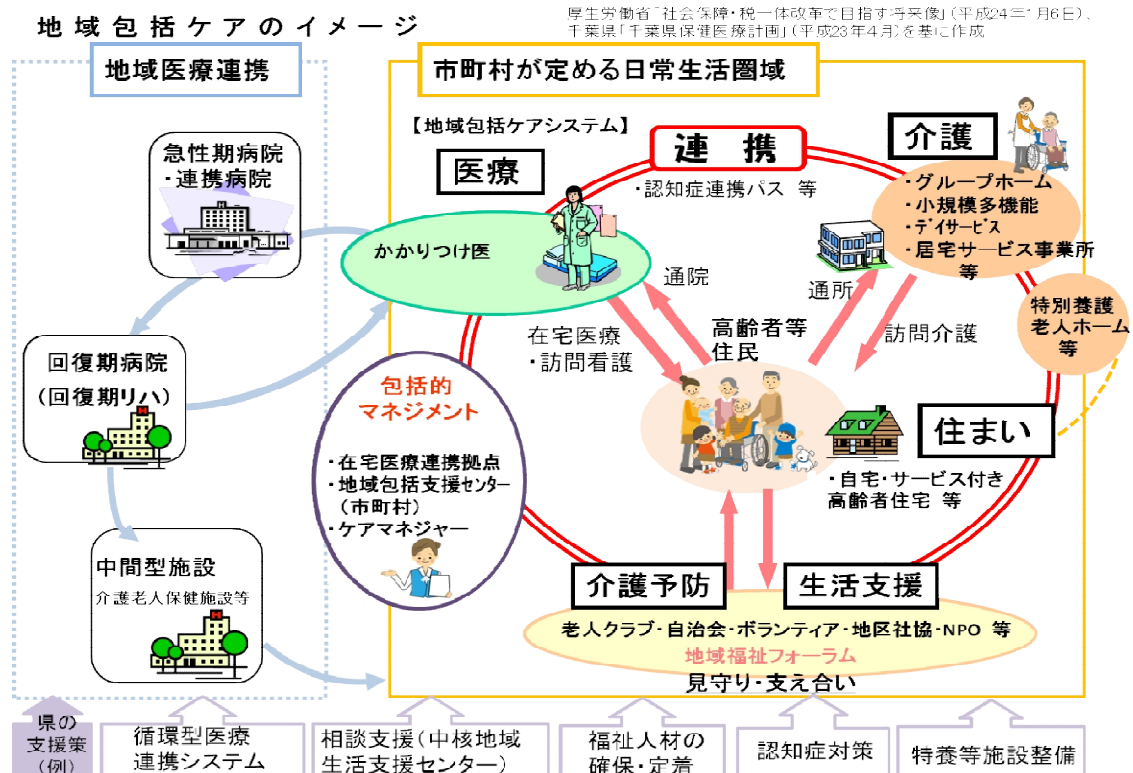 地域包括ケアのイメージ
厚生労働省「社会保障・税一体改革で目指す将来像」(平成24年1月6日)、
千葉県「千葉県保健医療計画」(平成23年4月)を基に作成
地域医療連携
市町村が定める日常生活圏域
急性期病院
・連携病院
回復期病院
(回復期リハ)
中間型施設
介護老人保健施設等
【地域包括ケアシステム】
連携
・認知症連携パス 等
医療
かかりつけ医
介護
・グループホーム
・小規模多機能
・デイサービス
・居宅サービス事業所
等
特別養護
老人ホーム
等
通院
在宅医療
・訪問看護
通所
訪問介護
高齢者等
住民
包括的
マネジメント
・在宅医療連携拠点
・地域包括支援センター
(市町村)
・ケアマネジャー
住まい
・自宅・サービス付き
高齢者住宅 等
介護予防
生活支援
老人クラブ・自治会・ボランティア・地区社協・NPO 等
地域福祉フォーラム
見守り・支え合い
県の
支援策
(例)
循環型医療
連携システム
相談支援(中核地域
生活支援センター)
福祉人材の
確保・定着
認知症対策
特養等施設整備